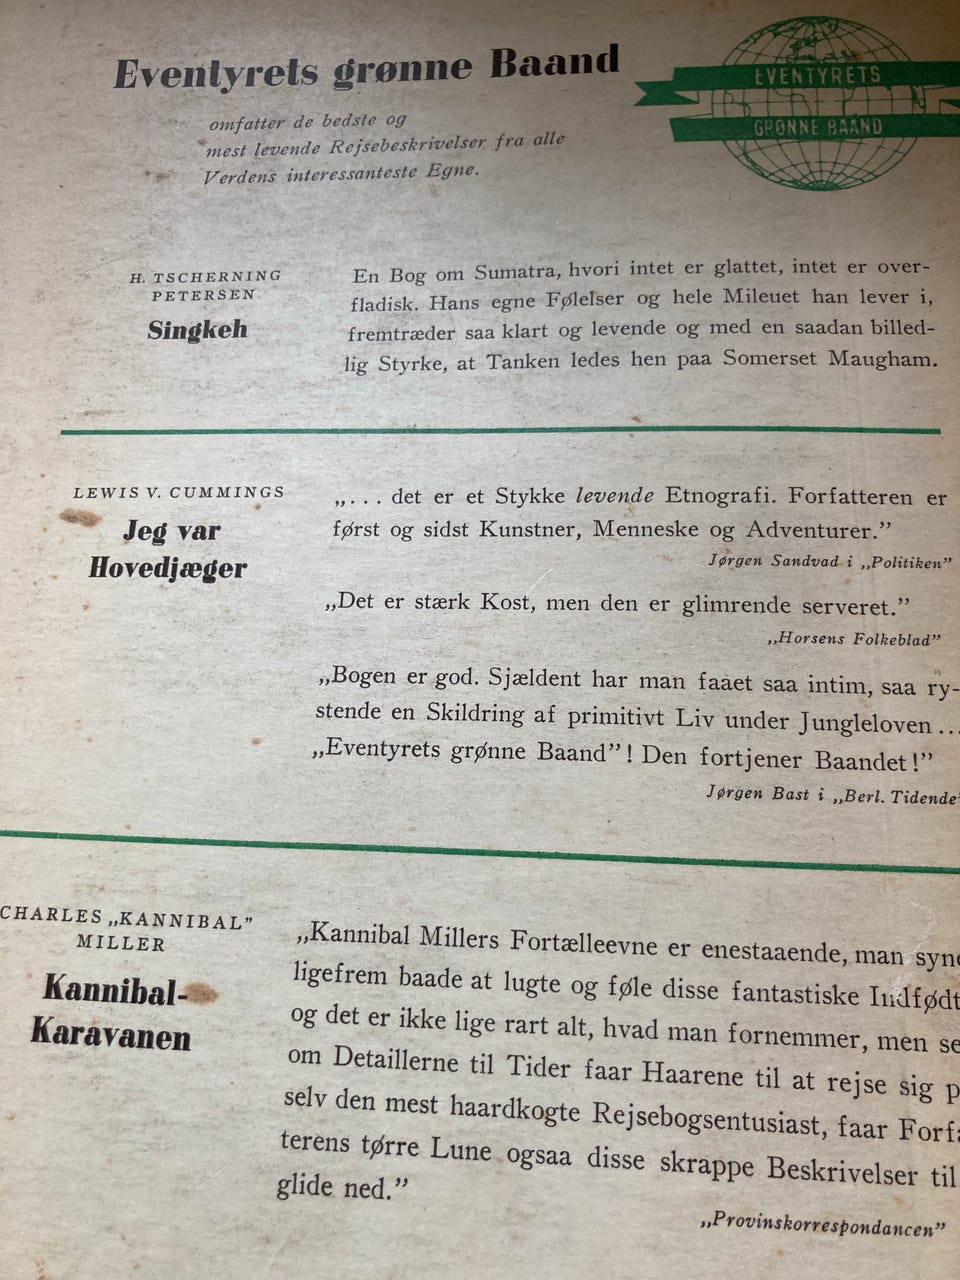 Eventyrets grønne Baand
EVENTYRETS
GRØNNE BAAND
omfatter de bedste og
mest levende Rejsebeskrivelser fra alle
Verdens interessanteste Egne.
H. TSCHERNING
PETERSEN
Singkeh
En Bog om Sumatra, hvori intet er glattet, intet er over-
fladisk. Hans egne Følelser og hele Mileuet han lever i,
fremtræder saa klart og levende og med en saadan billed-
lig Styrke, at Tanken ledes hen paa Somerset Maugham.
LEWIS V. CUMMINGS
Jeg var
Hovedjæger
„... det er et Stykke levende Etnografi. Forfatteren er
først og sidst Kunstner, Menneske og Adventurer.”
Jørgen Sandvad i „Politiken”
„Det er stærk Kost, men den er glimrende serveret.”
„Horsens Folkeblad”
„Bogen er god. Sjældent har man faaet saa intim, saa ry-
stende en Skildring af primitivt Liv under Jungleloven...
„Eventyrets grønne Baand”! Den fortjener Baandet!”
Jørgen Bast i „Berl. Tidende”
CHARLES „KANNIBAL”
MILLER
Kannibal-
Karavanen
„Kannibal Millers Fortælleevne er enestaaende, man
ligefrem baade at lugte og føle disse fantastiske
og det er ikke lige rart alt, hvad man fornemmer, men
om Detaillerne til Tider faar Haarene til at rejse sig
selv den mest haardkogte Rejsebogsentusiast, faar
terens tørre Lune ogsaa disse skrappe Beskrivelser til
glide ned.”
„Provinskorrespondancen”